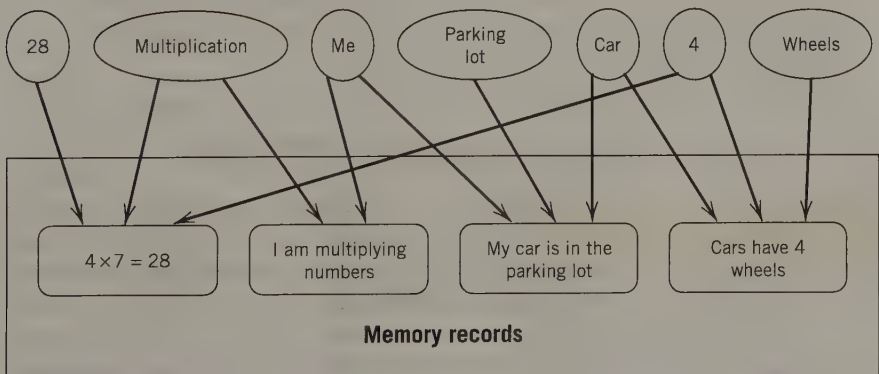 28
Multiplication
Me
Parking
lot
Car
4
Wheels
4×7 = 28
I am multiplying
numbers
My car is in the
parking lot
Cars have 4
wheels
Memory records